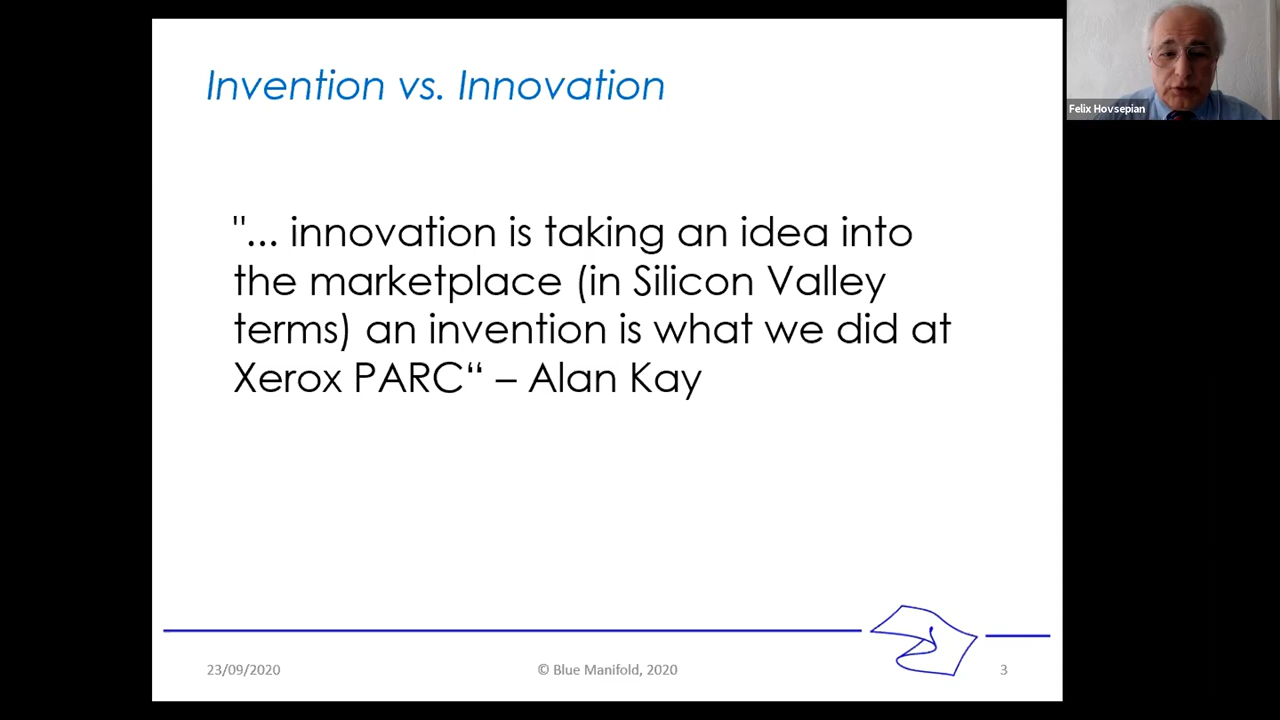 Invention vs. Innovation
"... innovation is taking an idea into
the marketplace (in Silicon Valley
terms) an invention is what we did at
Xerox PARC“ – Alan Kay
23/09/2020
© Blue Manifold, 2020
3
Felix Hovsepian